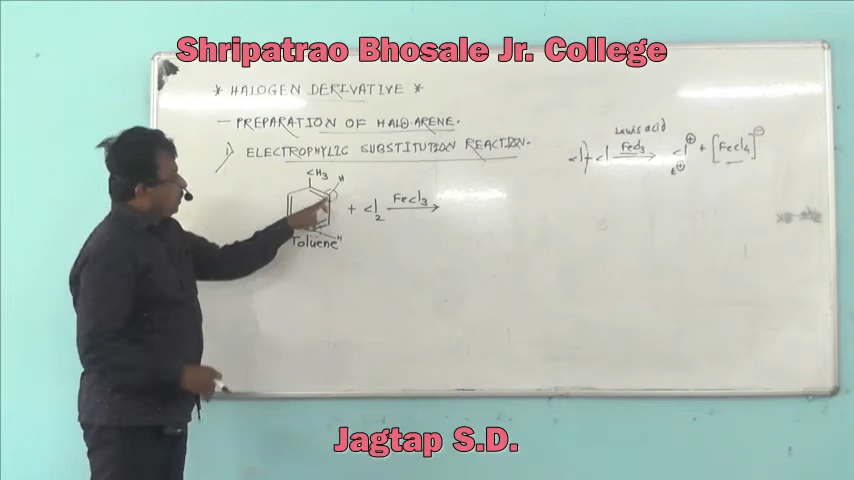 Shripatrao Bhosale Jr. College
* HALOGEN DERIVATIVE *
- PREPARATION OF HALO ARENE.
1) ELECTROPHYLIC SUBSTITUTION REACTION.
CH3 H
+ Cl2 FeCl3 →
Toluene H
Lewis acid
Cl-Cl FeCl3 → Cl⊕ + [FeCl4]⊖
E⊕
Jagtap S.D.